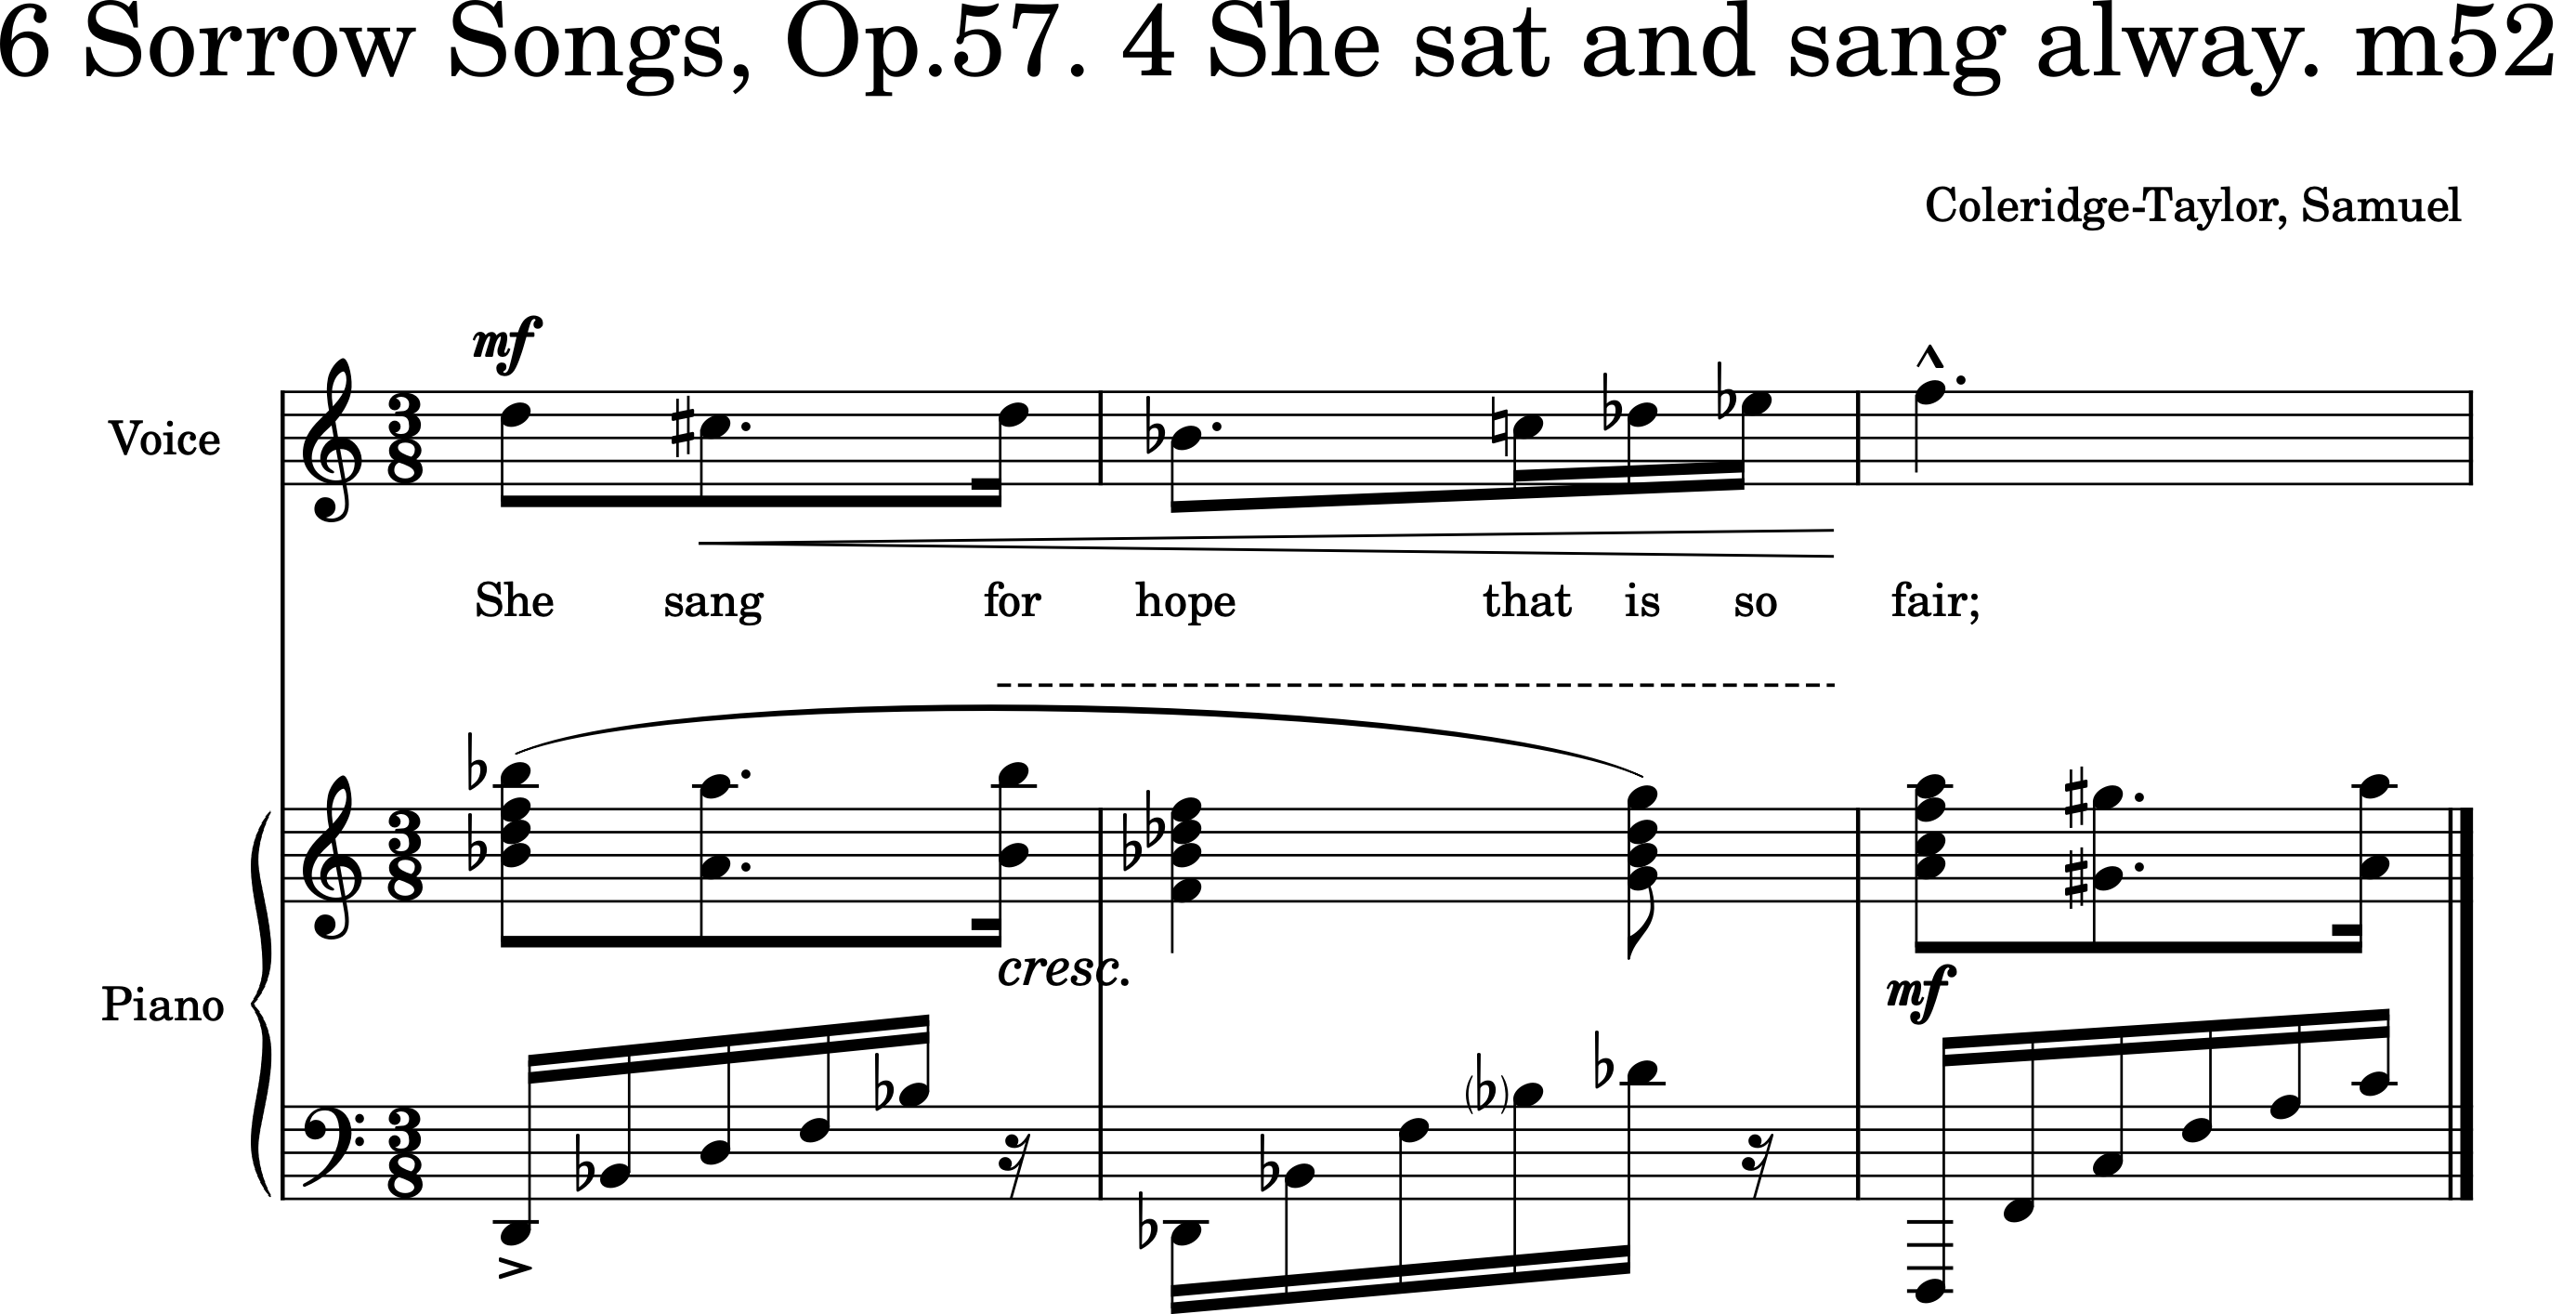 6 Sorrow Songs, Op.57. 4 She sat and sang alway. m52
Coleridge-Taylor, Samuel
mf
Voice
She sang for hope that is so fair;
cresc.
Piano
mf